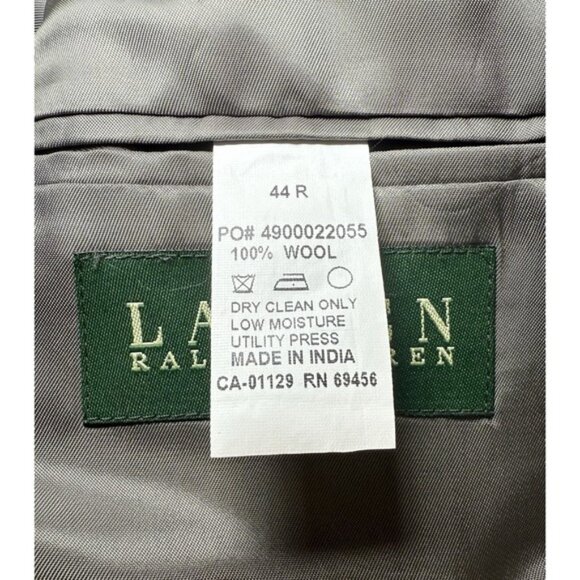 44 R
PO# 4900022055
100% WOOL
DRY CLEAN ONLY
LOW MOISTURE
UTILITY PRESS
MADE IN INDIA
CA-01129 RN 69456